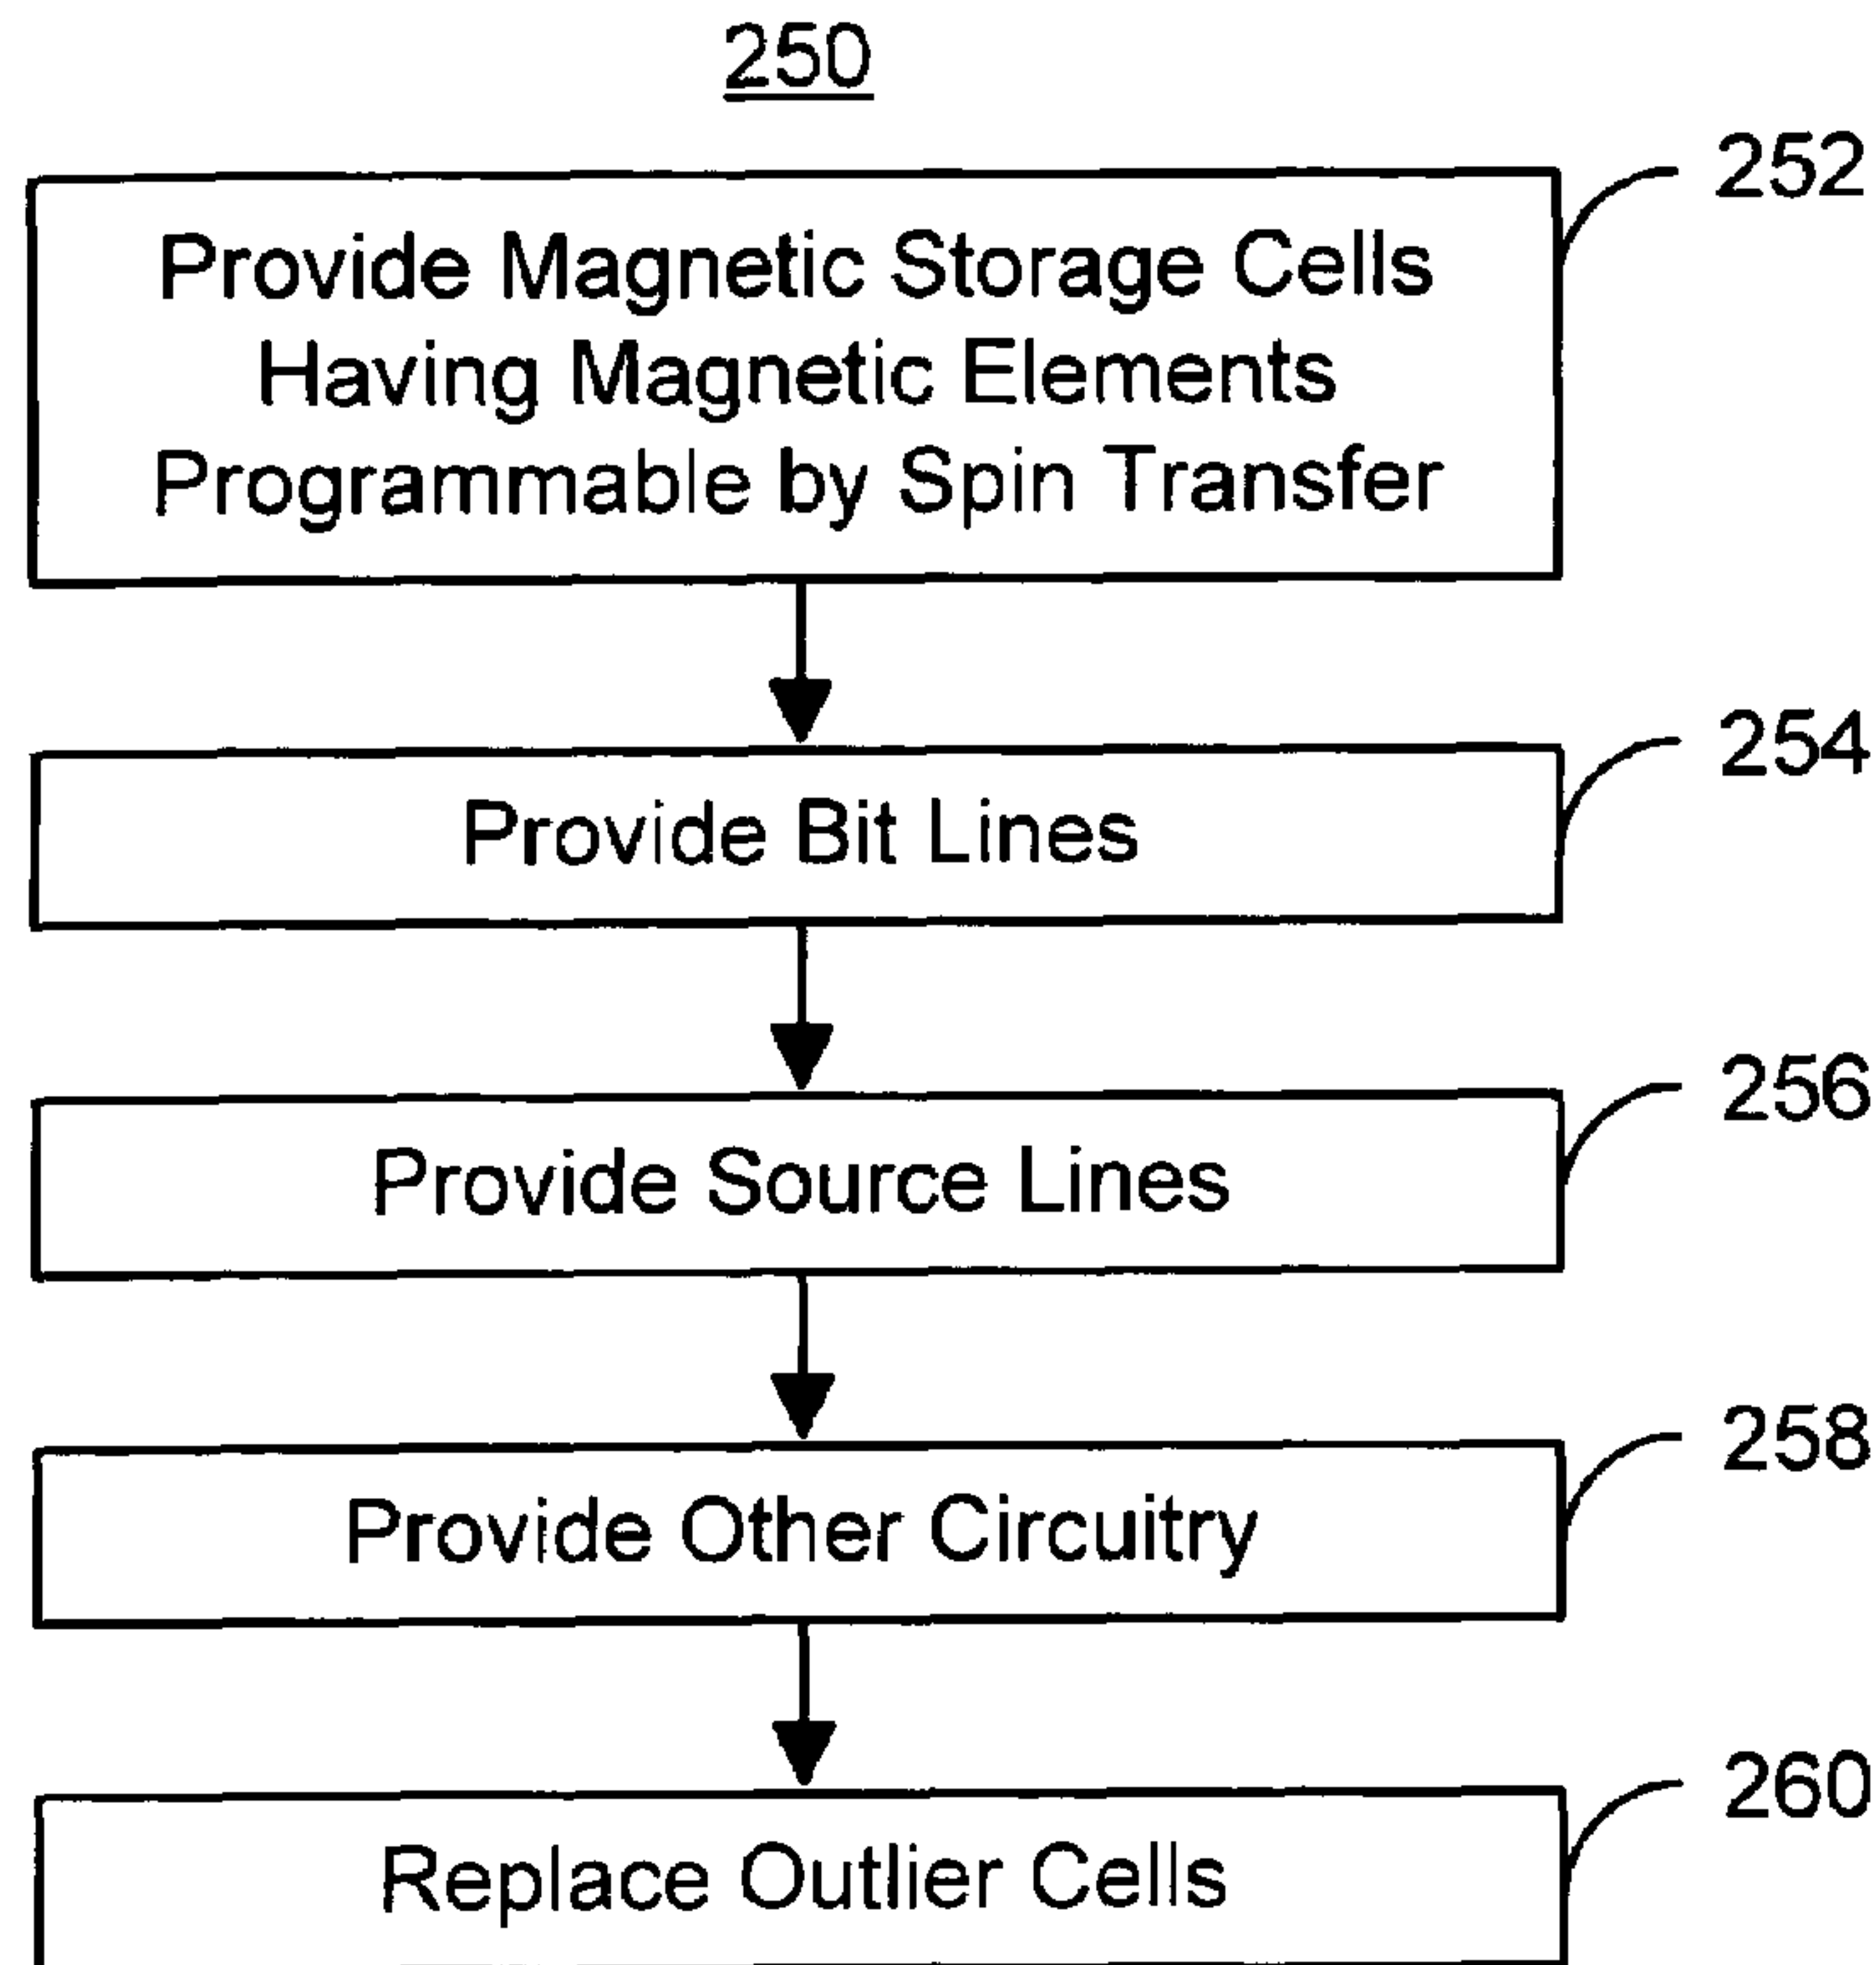 250
252
Provide Magnetic Storage Cells
Having Magnetic Elements
Programmable by Spin Transfer
254
Provide Bit Lines
256
Provide Source Lines
258
Provide Other Circuitry
260
Replace Outlier Cells